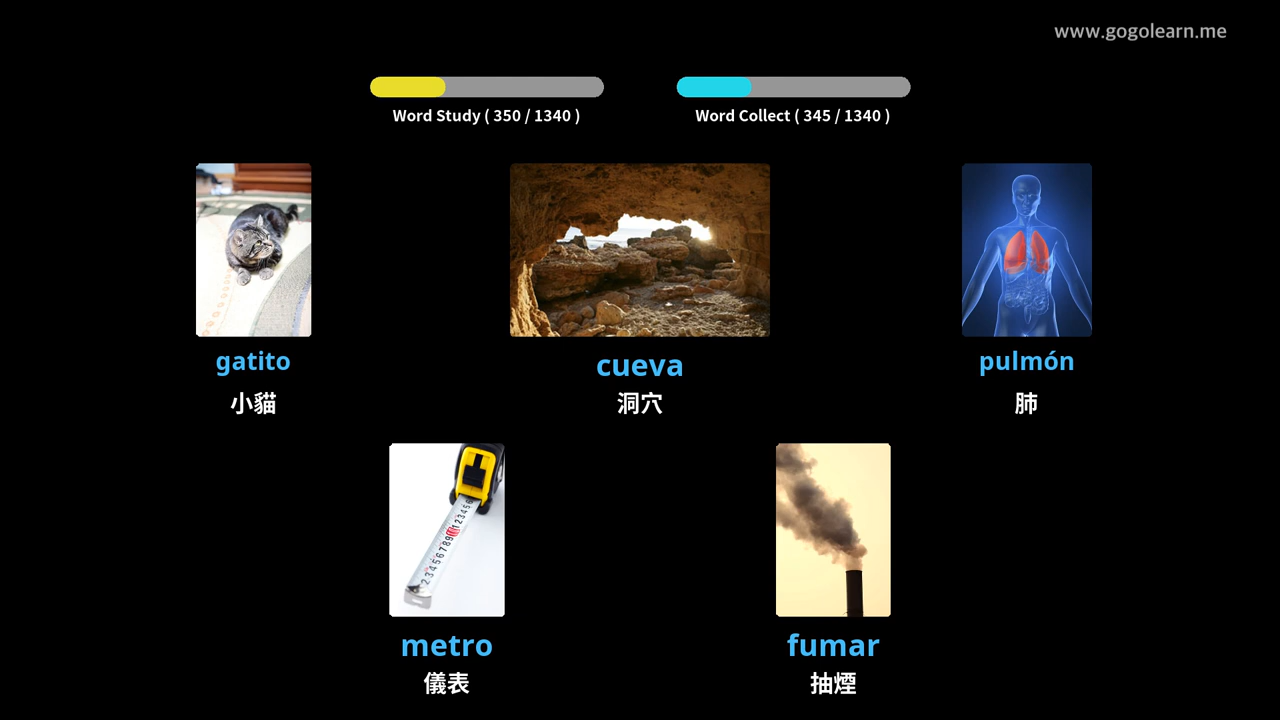 www.gogolearn.me
Word Study ( 350 / 1340 )
Word Collect ( 345 / 1340 )
gatito
小貓
cueva
洞穴
pulmón
肺
metro
儀表
fumar
抽煙